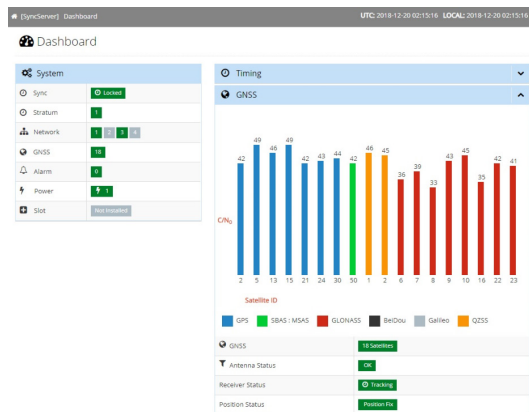 [SyncServer] Dashboard UTC: 2018-12-20 02:15:16 LOCAL: 2018-12-20 02:15:16
Dashboard
System
Sync Locked
Stratum 1
Network 1 2 3 4
GNSS 18
Alarm 0
Power 1
Slot Not Installed
Timing
GNSS
42 49 46 49 42 43 44 42 46 45 36 39 33 43 45 35 42 41
C/N0
2 5 13 15 21 24 30 50 1 2 6 7 8 9 10 16 22 23
Satellite ID
GPS SBAS : MSAS GLONASS BeiDou Galileo QZSS
GNSS 18 Satellites
Antenna Status OK
Receiver Status Tracking
Position Status Position Fix